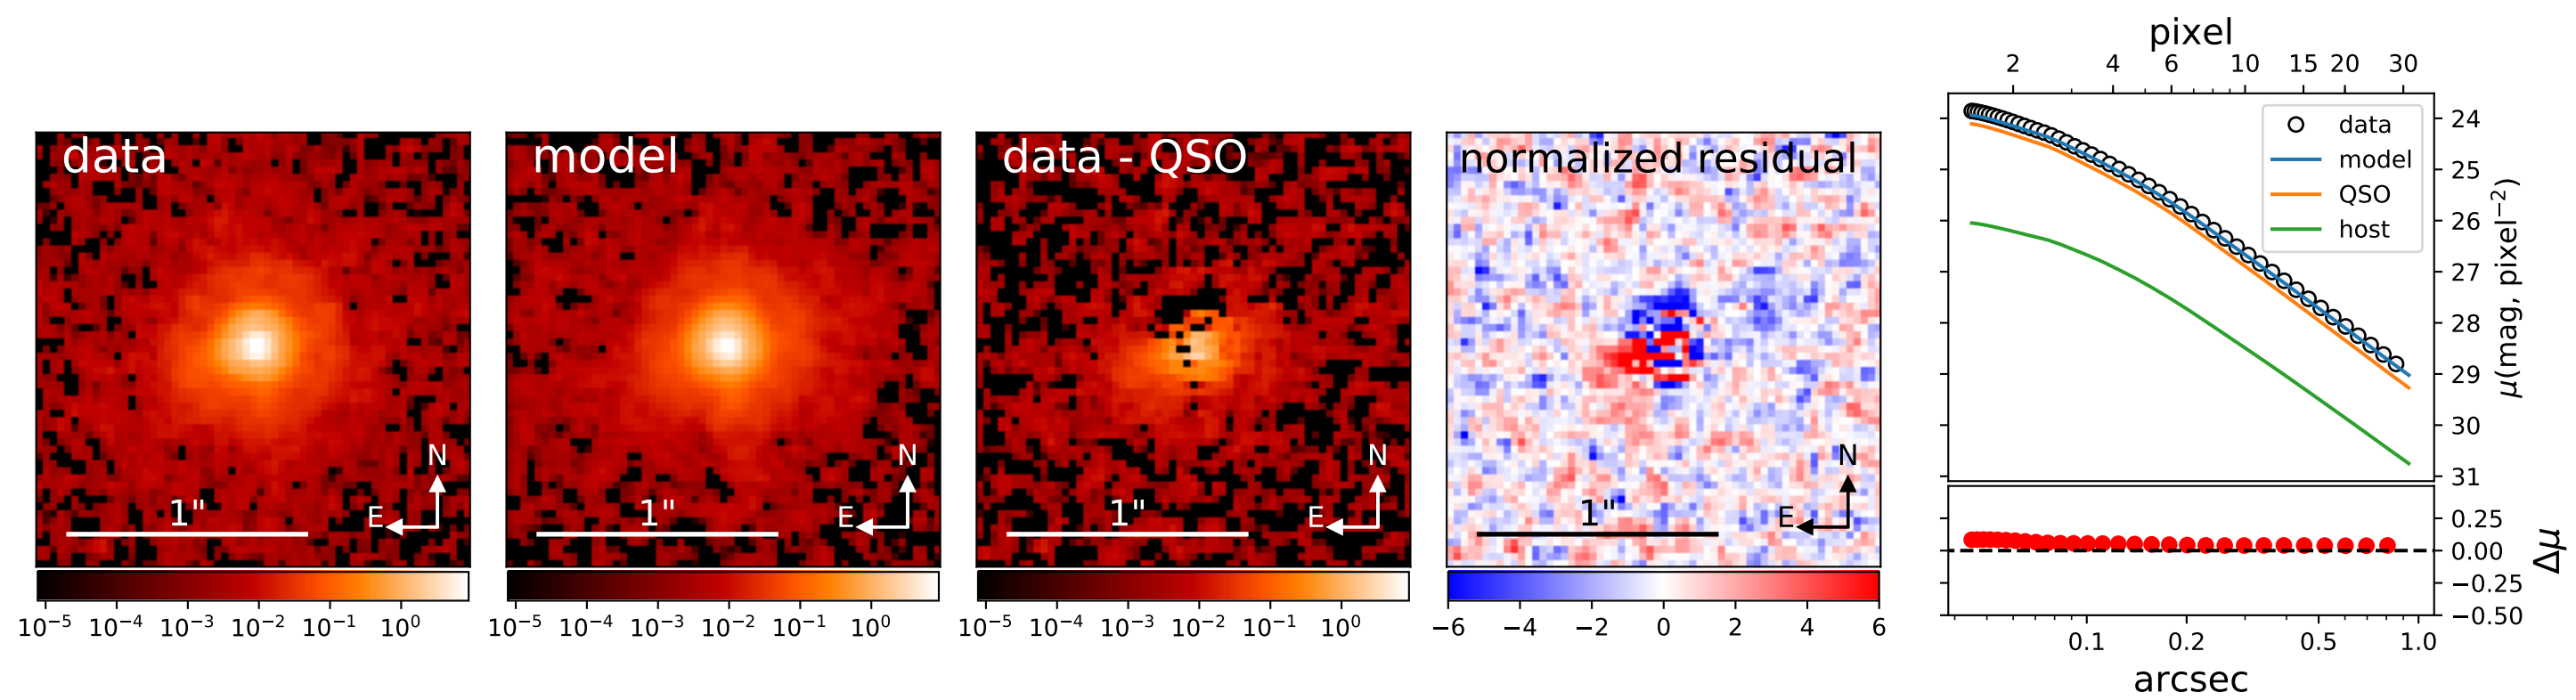 data
N
E
1"
10⁻⁵ 10⁻⁴ 10⁻³ 10⁻² 10⁻¹ 10⁰
model
N
E
1"
10⁻⁵ 10⁻⁴ 10⁻³ 10⁻² 10⁻¹ 10⁰
data - QSO
N
E
1"
10⁻⁵ 10⁻⁴ 10⁻³ 10⁻² 10⁻¹ 10⁰
normalized residual
N
E
1"
−6 −4 −2 0 2 4 6
pixel
2 4 6 10 15 20 30
data
model
QSO
host
24
25
26
27
28
29
30
31
μ(mag, pixel⁻²)
0.25
0.00
−0.25
−0.50
Δμ
0.1 0.2 0.5 1.0
arcsec